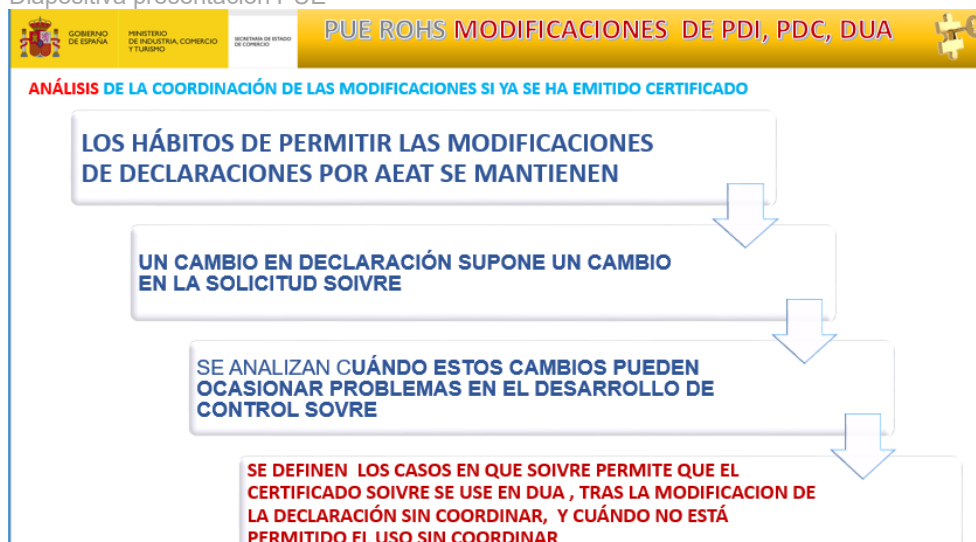 GOBIERNO
DE ESPAÑA
MINISTERIO
DE INDUSTRIA, COMERCIO
Y TURISMO
SECRETARÍA DE ESTADO
DE COMERCIO
PUE ROHS MODIFICACIONES DE PDI, PDC, DUA
ANÁLISIS DE LA COORDINACIÓN DE LAS MODIFICACIONES SI YA SE HA EMITIDO CERTIFICADO
LOS HÁBITOS DE PERMITIR LAS MODIFICACIONES
DE DECLARACIONES POR AEAT SE MANTIENEN
UN CAMBIO EN DECLARACIÓN SUPONE UN CAMBIO
EN LA SOLICITUD SOIVRE
SE ANALIZAN CUÁNDO ESTOS CAMBIOS PUEDEN
OCASIONAR PROBLEMAS EN EL DESARROLLO DE
CONTROL SOVRE
SE DEFINEN LOS CASOS EN QUE SOIVRE PERMITE QUE EL
CERTIFICADO SOIVRE SE USE EN DUA , TRAS LA MODIFICACION DE
LA DECLARACIÓN SIN COORDINAR, Y CUÁNDO NO ESTÁ
PERMITIDO EL USO SIN COORDINAR